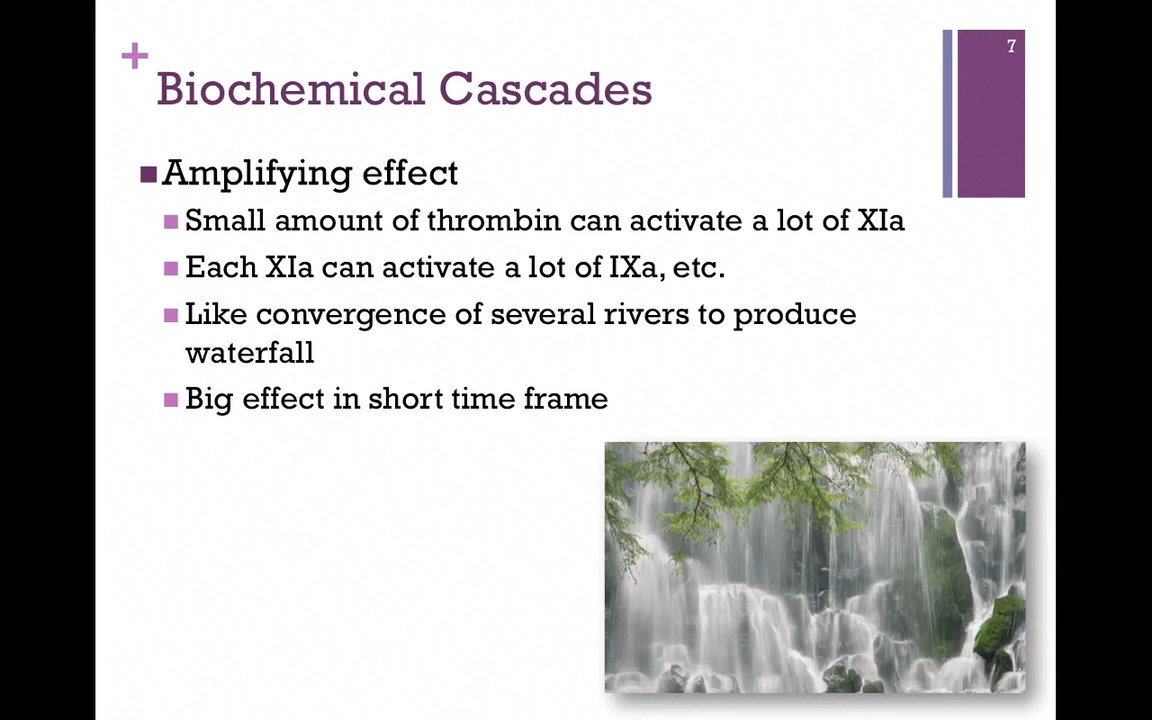 7
+
Biochemical Cascades
Amplifying effect
Small amount of thrombin can activate a lot of XIa
Each XIa can activate a lot of IXa, etc.
Like convergence of several rivers to produce
waterfall
Big effect in short time frame